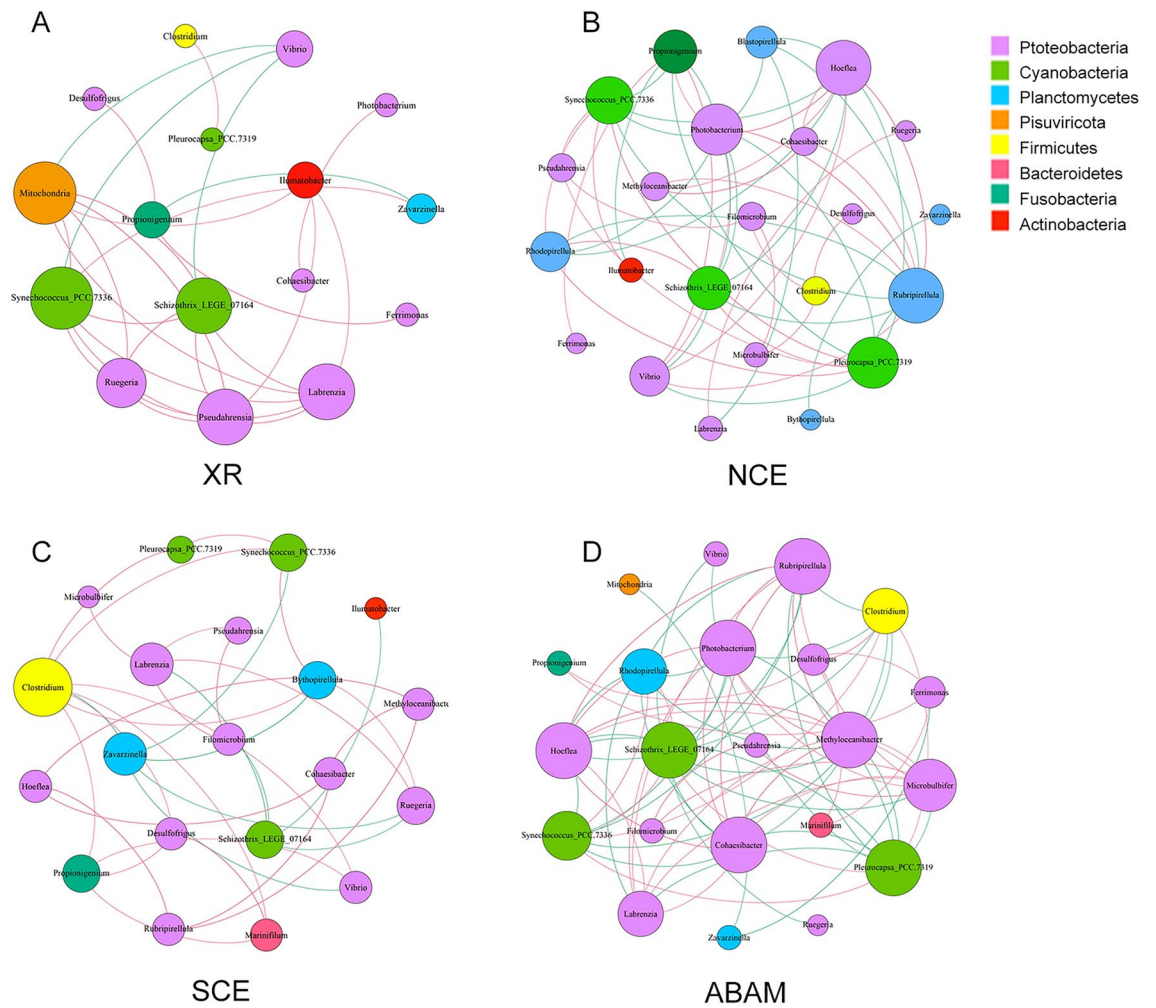 A
Clostridium
Vibrio
Desulfofrigus
Photobacterium
Pleurocapsa_PCC.7319
Mitochondria
Ilumatobacter
Zavarzinella
Propionigenium
Cohaesibacter
Synechococcus_PCC.7336
Schizothrix_LEGE_07164
Ferrimonas
Ruegeria
Labrenzia
Pseudahrensia
XR
B
Propionigenium
Blastopirellula
Hoeflea
Synechococcus_PCC.7336
Photobacterium
Cohaesibacter
Ruegeria
Pseudahrensia
Methyloceanibacter
Filomicrobium
Desulfofrigus
Zavarzinella
Rhodopirellula
Ilumatobacter
Schizothrix_LEGE_07164
Clostridium
Rubripirellula
Ferrimonas
Microbulbifer
Pleurocapsa_PCC.7319
Vibrio
Labrenzia
Bythopirellula
NCE
Ptoteobacteria
Cyanobacteria
Planctomycetes
Pisuviricota
Firmicutes
Bacteroidetes
Fusobacteria
Actinobacteria
C
Pleurocapsa_PCC.7319
Synechococcus_PCC.7336
Microbulbifer
Ilumatobacter
Pseudahrensia
Labrenzia
Clostridium
Bythopirellula
Methyloceanibacte
Filomicrobium
Zavarzinella
Cohaesibacter
Hoeflea
Ruegeria
Desulfofrigus
Schizothrix_LEGE_07164
Propionigenium
Vibrio
Rubripirellula
Marinifilum
SCE
D
Vibrio
Rubripirellula
Mitochondria
Clostridium
Photobacterium
Propionigenium
Rhodopirellula
Desulfofrigus
Ferrimonas
Hoeflea
Schizothrix_LEGE_07164
Pseudahrensia
Methyloceanibacter
Microbulbifer
Synechococcus_PCC.7336
Filomicrobium
Marinifilum
Cohaesibacter
Pleurocapsa_PCC.7319
Labrenzia
Zavarzinella
Ruegeria
ABAM